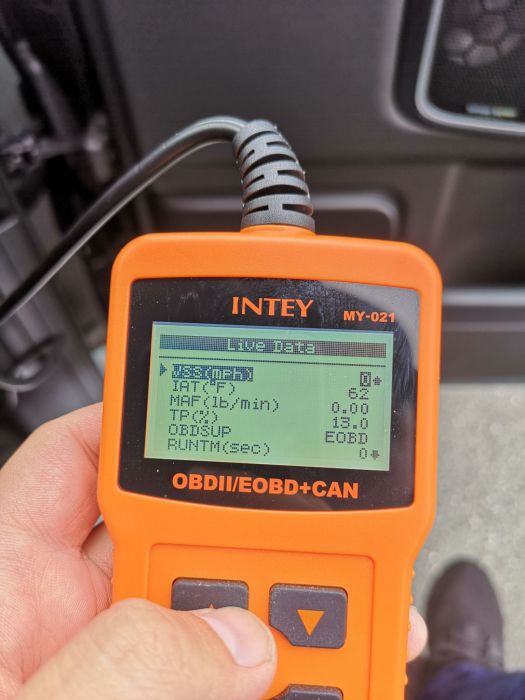 INTEY
MY-021
Live Data
VSS(mph) 0
IAT(°F) 62
MAF(lb/min) 0.00
TP(%) 13.0
OBDSUP EOBD
RUNTM(sec) 0
OBDII/EOBD+CAN